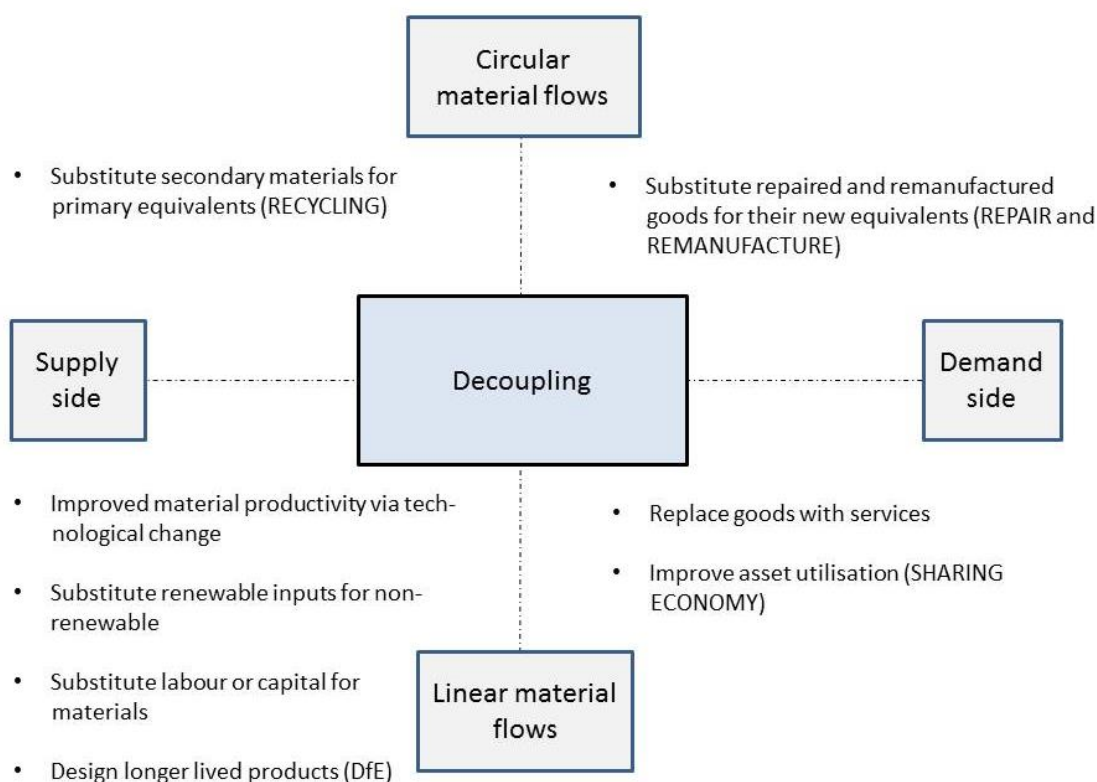 Circular
material flows
• Substitute secondary materials for
primary equivalents (RECYCLING)
• Substitute repaired and remanufactured
goods for their new equivalents (REPAIR and
REMANUFACTURE)
Supply
side
Decoupling
Demand
side
• Improved material productivity via tech-
nological change
• Substitute renewable inputs for non-
renewable
• Substitute labour or capital for
materials
• Design longer lived products (DfE)
• Replace goods with services
• Improve asset utilisation (SHARING
ECONOMY)
Linear material
flows